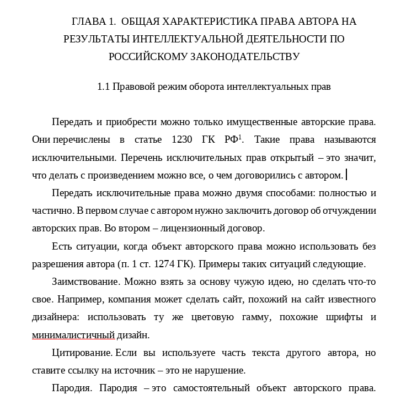 ГЛАВА 1. ОБЩАЯ ХАРАКТЕРИСТИКА ПРАВА АВТОРА НА
РЕЗУЛЬТАТЫ ИНТЕЛЛЕКТУАЛЬНОЙ ДЕЯТЕЛЬНОСТИ ПО
РОССИЙСКОМУ ЗАКОНОДАТЕЛЬСТВУ
1.1 Правовой режим оборота интеллектуальных прав
Передать и приобрести можно только имущественные авторские права.
Они перечислены в статье 1230 ГК РФ¹. Такие права называются
исключительными. Перечень исключительных прав открытый – это значит,
что делать с произведением можно все, о чем договорились с автором.
Передать исключительные права можно двумя способами: полностью и
частично. В первом случае с автором нужно заключить договор об отчуждении
авторских прав. Во втором – лицензионный договор.
Есть ситуации, когда объект авторского права можно использовать без
разрешения автора (п. 1 ст. 1274 ГК). Примеры таких ситуаций следующие.
Заимствование. Можно взять за основу чужую идею, но сделать что-то
свое. Например, компания может сделать сайт, похожий на сайт известного
дизайнера: использовать ту же цветовую гамму, похожие шрифты и
минималистичный дизайн.
Цитирование. Если вы используете часть текста другого автора, но
ставите ссылку на источник – это не нарушение.
Пародия. Пародия – это самостоятельный объект авторского права.